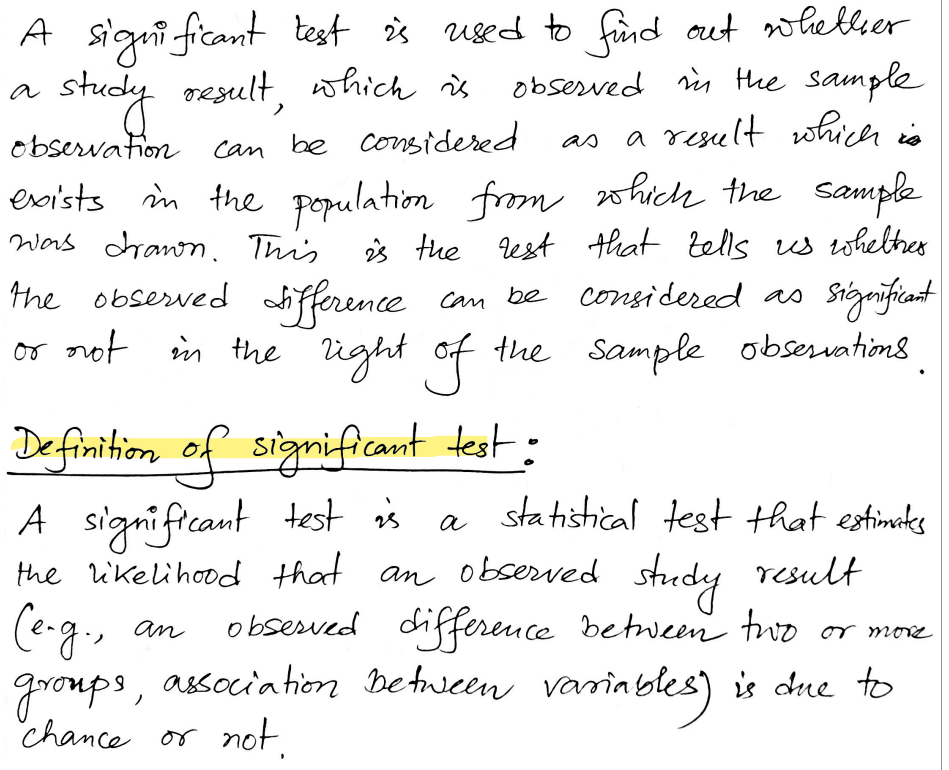 A significant test is used to find out whether
a study result, which is observed in the sample
observation can be considered as a result which is
exists in the population from which the sample
was drawn. This is the test that tells us whether
the observed difference can be considered as significant
or not in the light of the sample observations.
Definition of significant test:
A significant test is a statistical test that estimates
the likelihood that an observed study result
(e.g., an observed difference between two or more
groups, association between variables) is due to
chance or not.